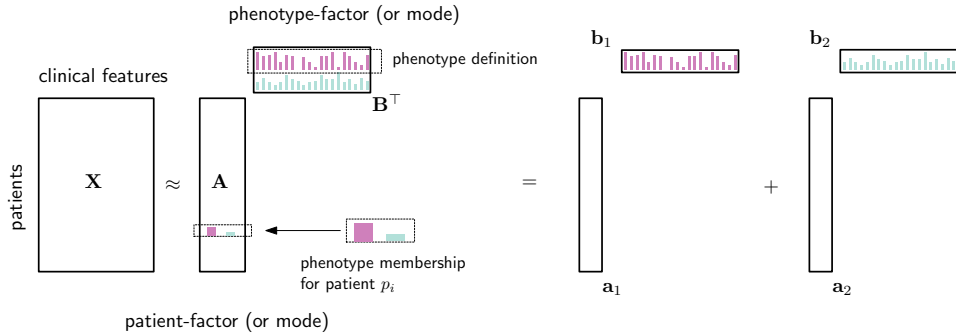 phenotype-factor (or mode)
b₁
b₂
phenotype definition
clinical features
B⊤
patients
X
≈
A
=
+
phenotype membership
for patient pᵢ
a₁
a₂
patient-factor (or mode)